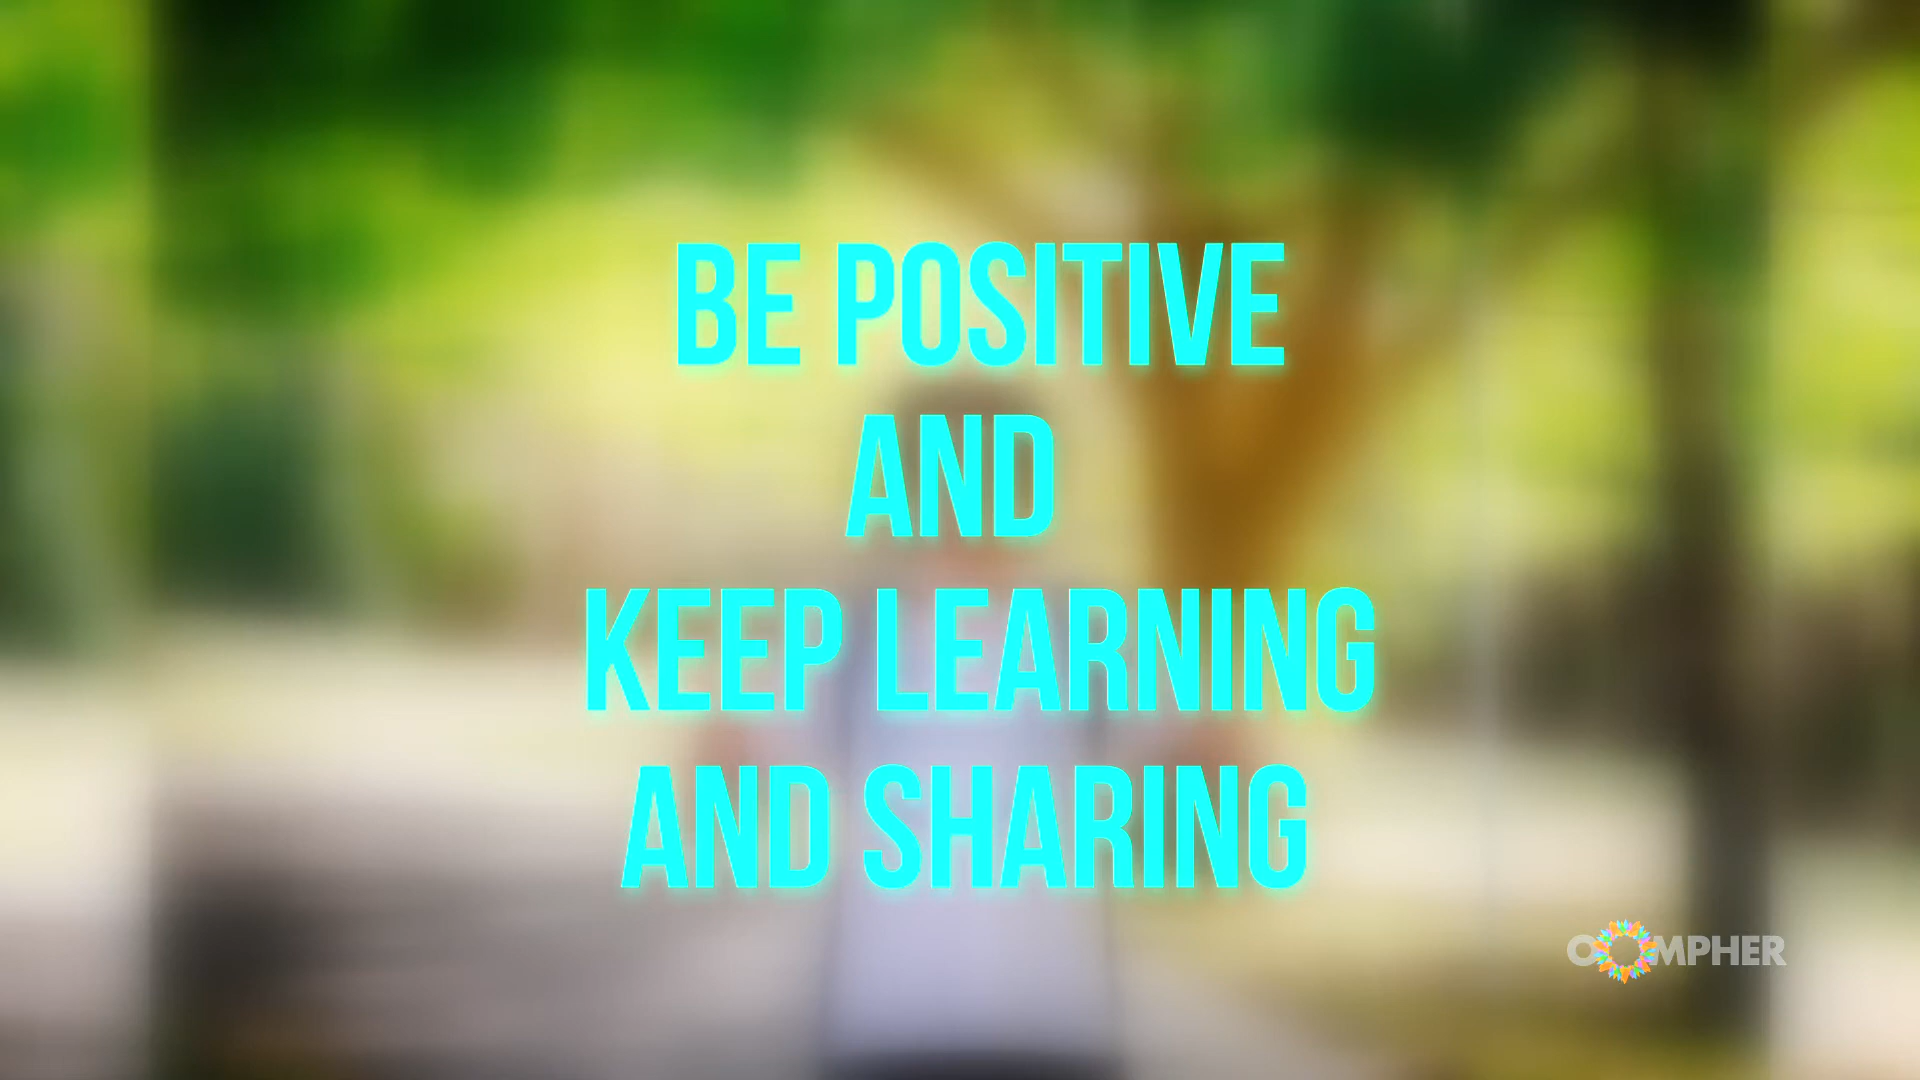 BE POSITIVE
AND
KEEP LEARNING
AND SHARING
OOMPHER